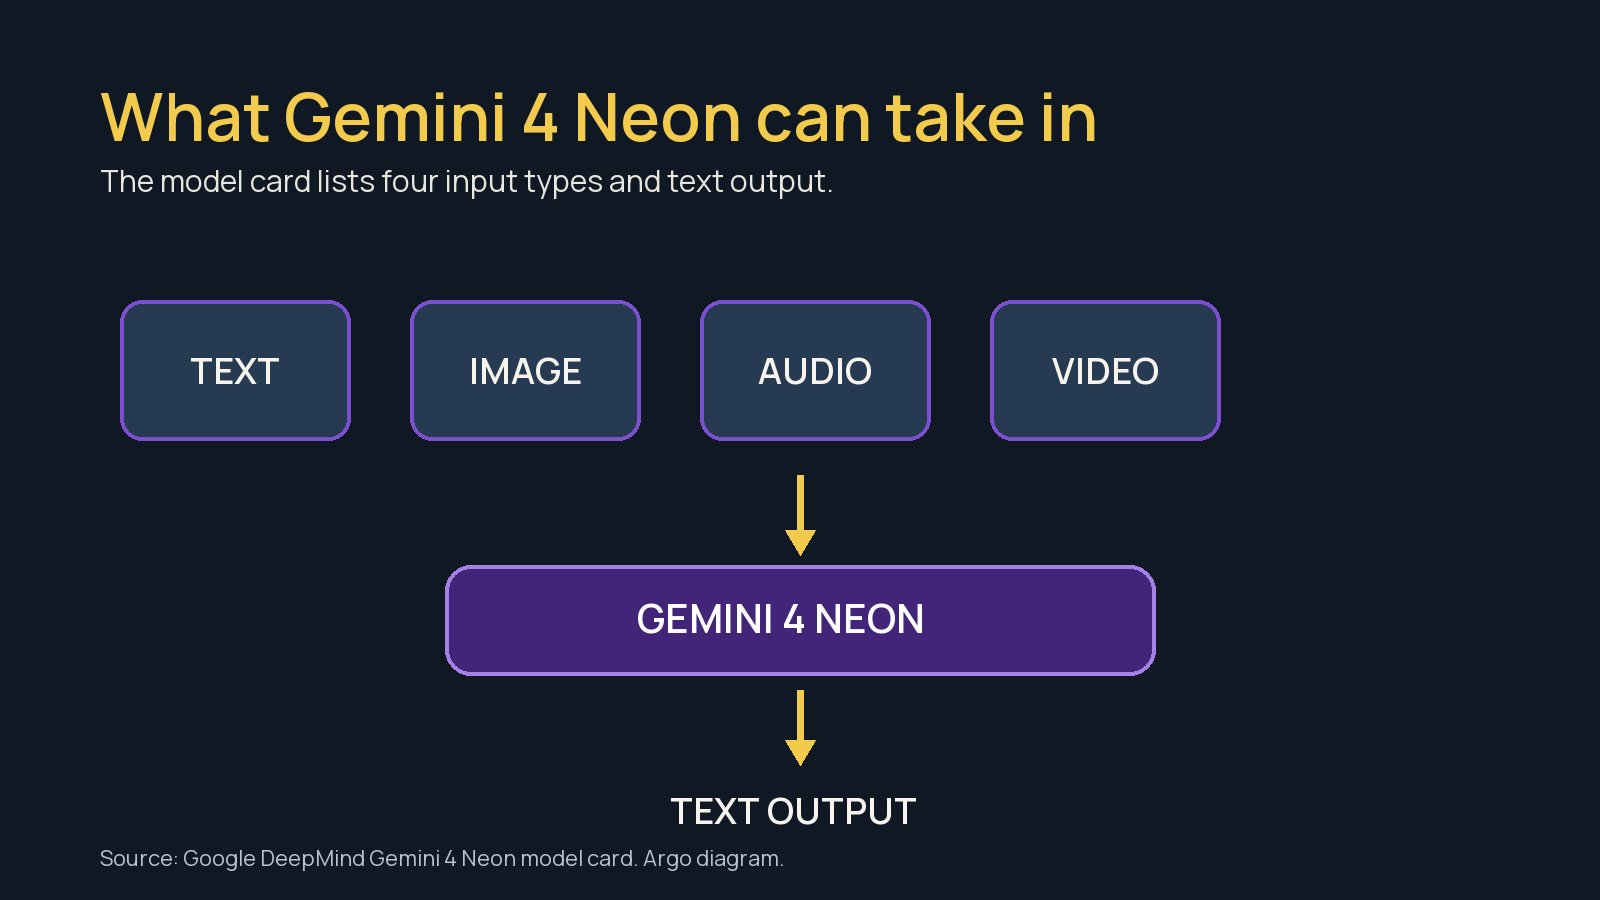 What Gemini 4 Neon can take in
The model card lists four input types and text output.
TEXT
IMAGE
AUDIO
VIDEO
GEMINI 4 NEON
TEXT OUTPUT
Source: Google DeepMind Gemini 4 Neon model card. Argo diagram.